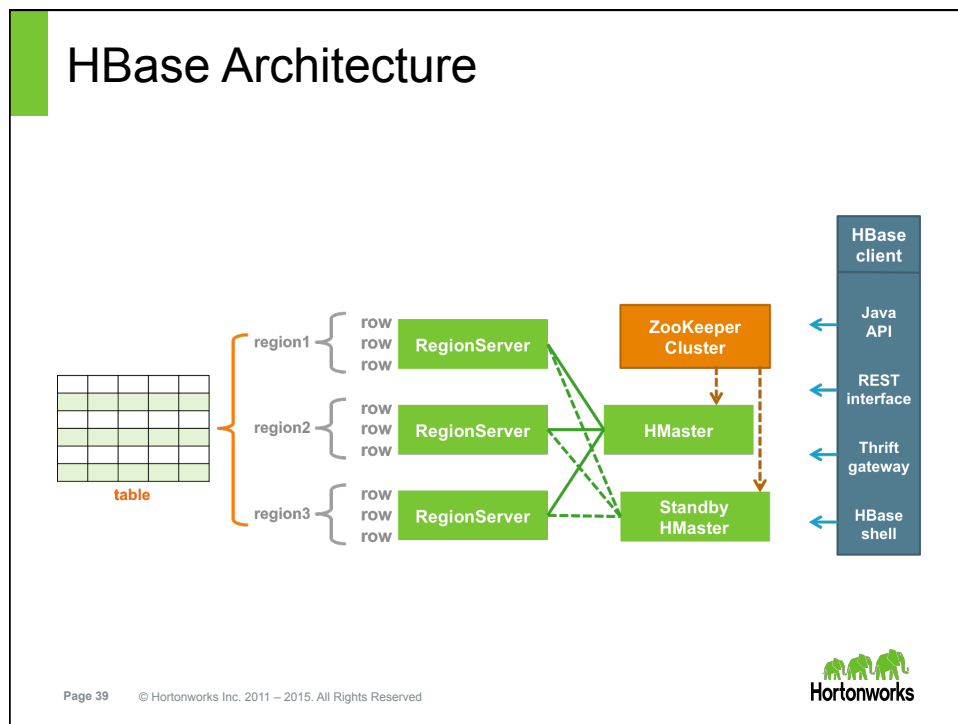 HBase Architecture
table
region1
row
row
row
region2
row
row
row
region3
row
row
row
RegionServer
RegionServer
RegionServer
ZooKeeper
Cluster
HMaster
Standby
HMaster
HBase
client
Java
API
REST
interface
Thrift
gateway
HBase
shell
Page 39 © Hortonworks Inc. 2011 – 2015. All Rights Reserved
Hortonworks